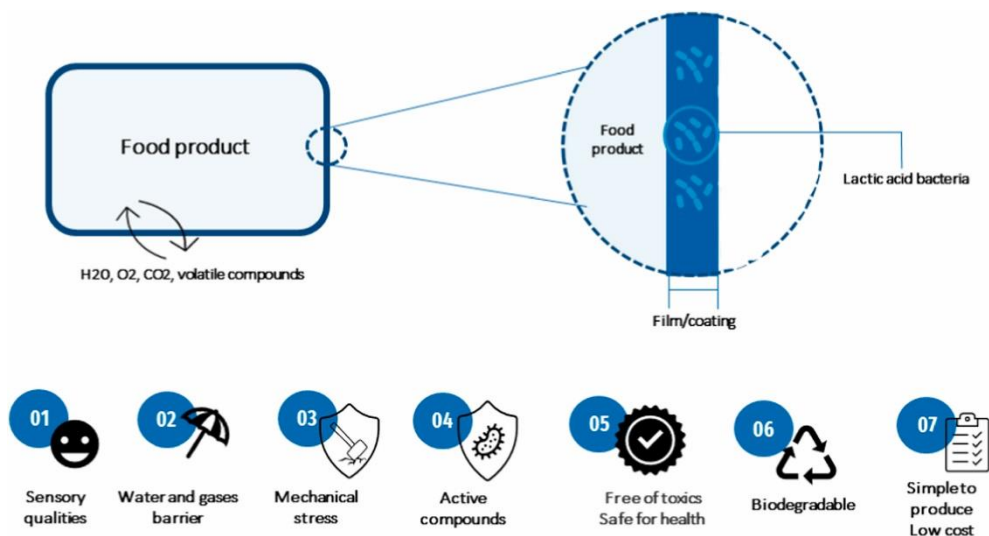 Food product
H2O, O2, CO2, volatile compounds
Food
product
Lactic acid bacteria
Film/coating
01
Sensory
qualities
02
Water and gases
barrier
03
Mechanical
stress
04
Active
compounds
05
Free of toxics
Safe for health
06
Biodegradable
07
Simple to
produce
Low cost